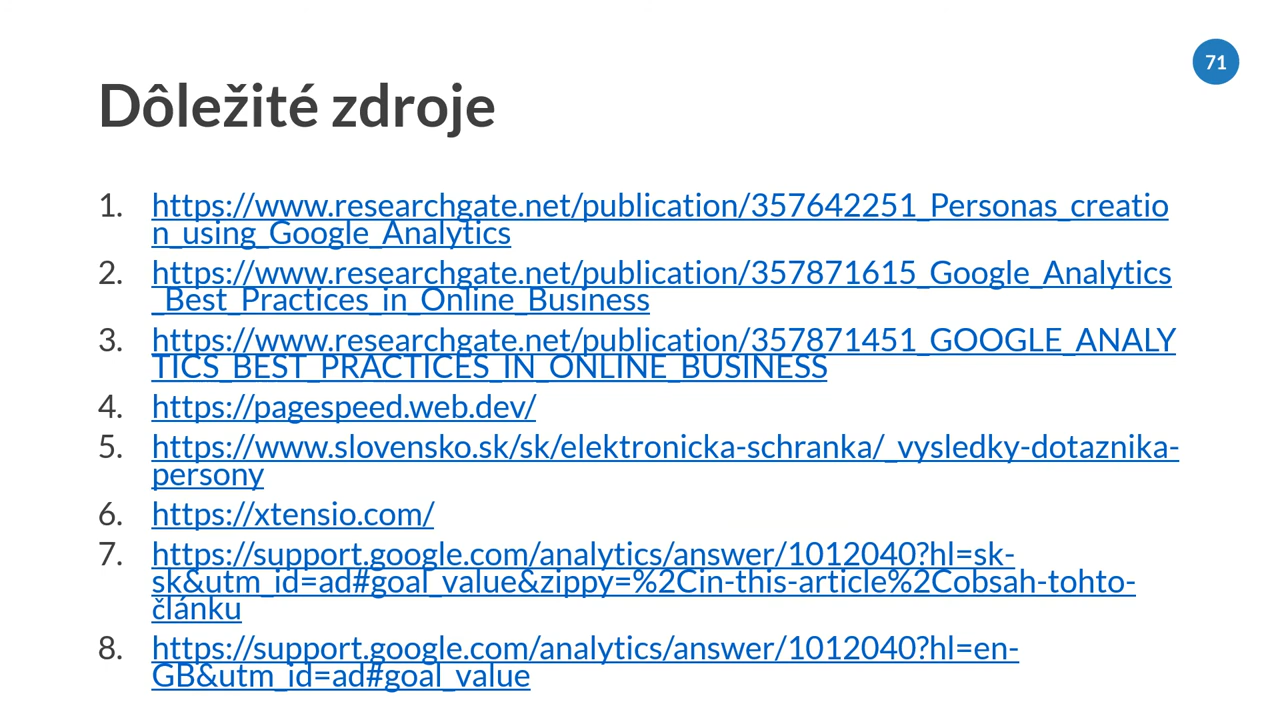 71
Dôležité zdroje
1. https://www.researchgate.net/publication/357642251_Personas_creatio
n_using_Google_Analytics
2. https://www.researchgate.net/publication/357871615_Google_Analytics
_Best_Practices_in_Online_Business
3. https://www.researchgate.net/publication/357871451_GOOGLE_ANALY
TICS_BEST_PRACTICES_IN_ONLINE_BUSINESS
4. https://pagespeed.web.dev/
5. https://www.slovensko.sk/sk/elektronicka-schranka/_vysledky-dotaznika-
persony
6. https://xtensio.com/
7. https://support.google.com/analytics/answer/1012040?hl=sk-
sk&utm_id=ad#goal_value&zippy=%2Cin-this-article%2Cobsah-tohto-
článku
8. https://support.google.com/analytics/answer/1012040?hl=en-
GB&utm_id=ad#goal_value